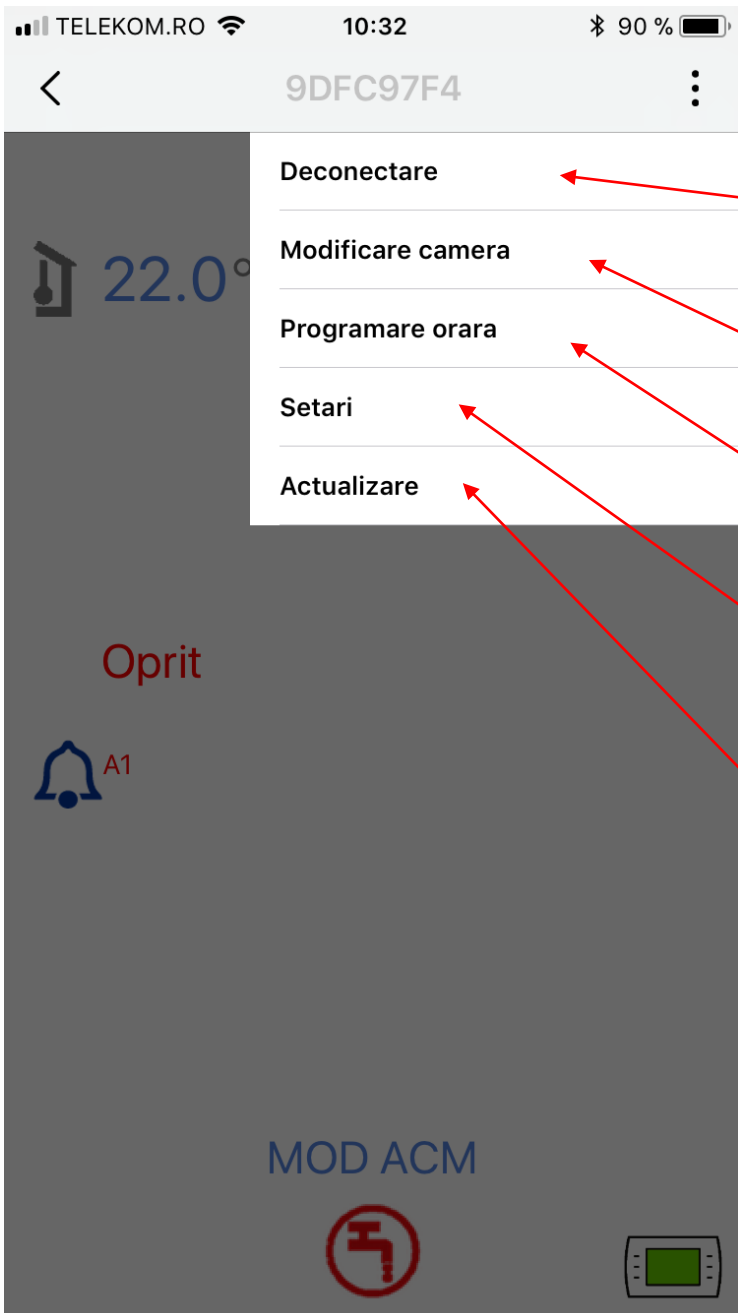 TELEKOM.RO 10:32 90 %
9DFC97F4
Deconectare
Modificare camera
22.0°
Programare orara
Setari
Actualizare
Oprit
A1
MOD ACM